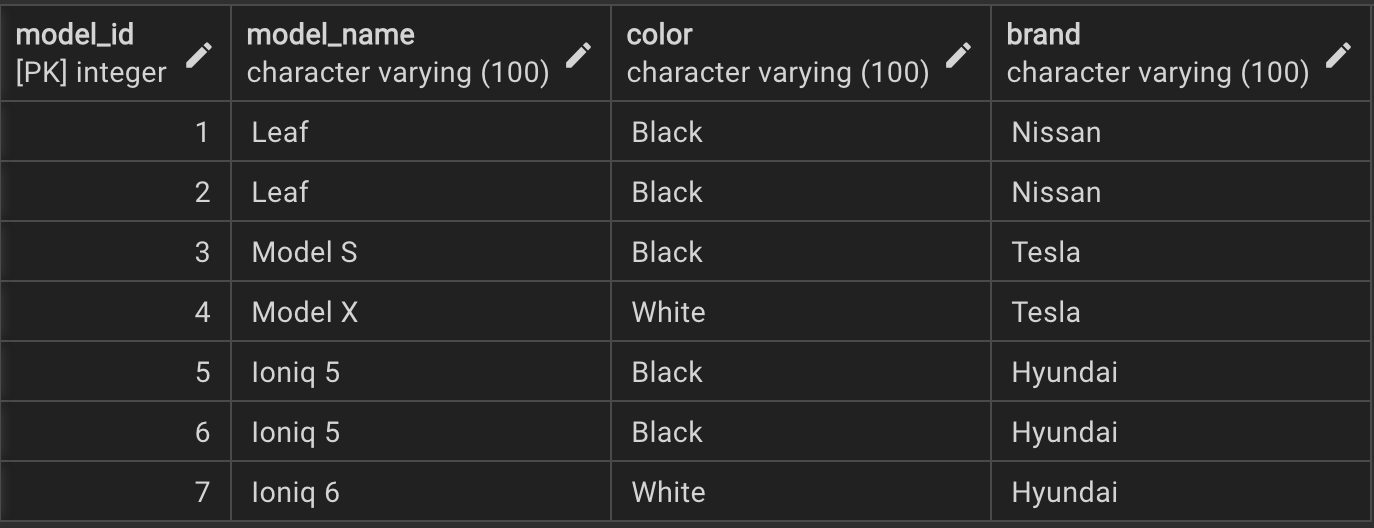 model_id model_name color brand
[PK] integer character varying (100) character varying (100) character varying (100)
1 Leaf Black Nissan
2 Leaf Black Nissan
3 Model S Black Tesla
4 Model X White Tesla
5 Ioniq 5 Black Hyundai
6 Ioniq 5 Black Hyundai
7 Ioniq 6 White Hyundai